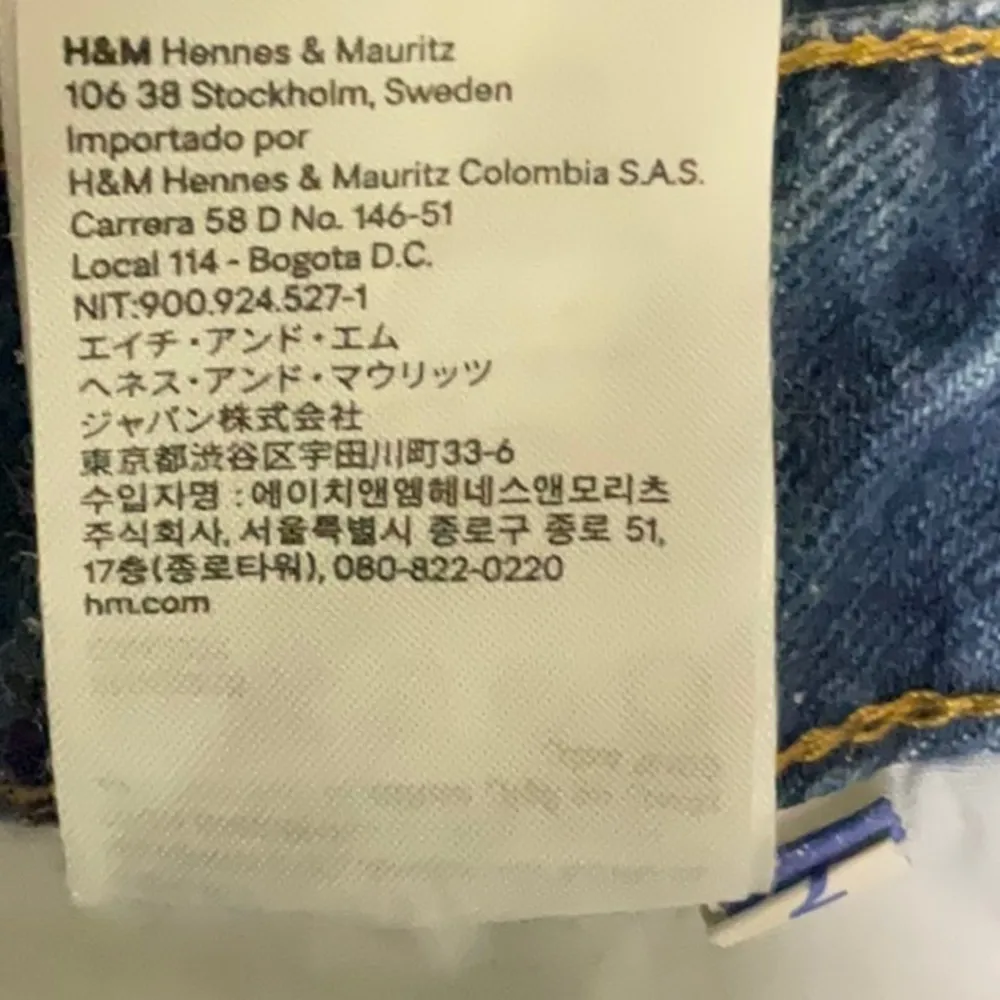 H&M Hennes & Mauritz
106 38 Stockholm, Sweden
Importado por
H&M Hennes & Mauritz Colombia S.A.S.
Carrera 58 D No. 146-51
Local 114 - Bogota D.C.
NIT:900.924.527-1
エイチ・アンド・エム
ヘネス・アンド・マウリッツ
ジャパン株式会社
東京都渋谷区宇田川町33-6
수입자명 : 에이치앤엠헤네스앤모리츠
주식회사, 서울특별시 종로구 종로 51,
17층(종로타워), 080-822-0220
hm.com